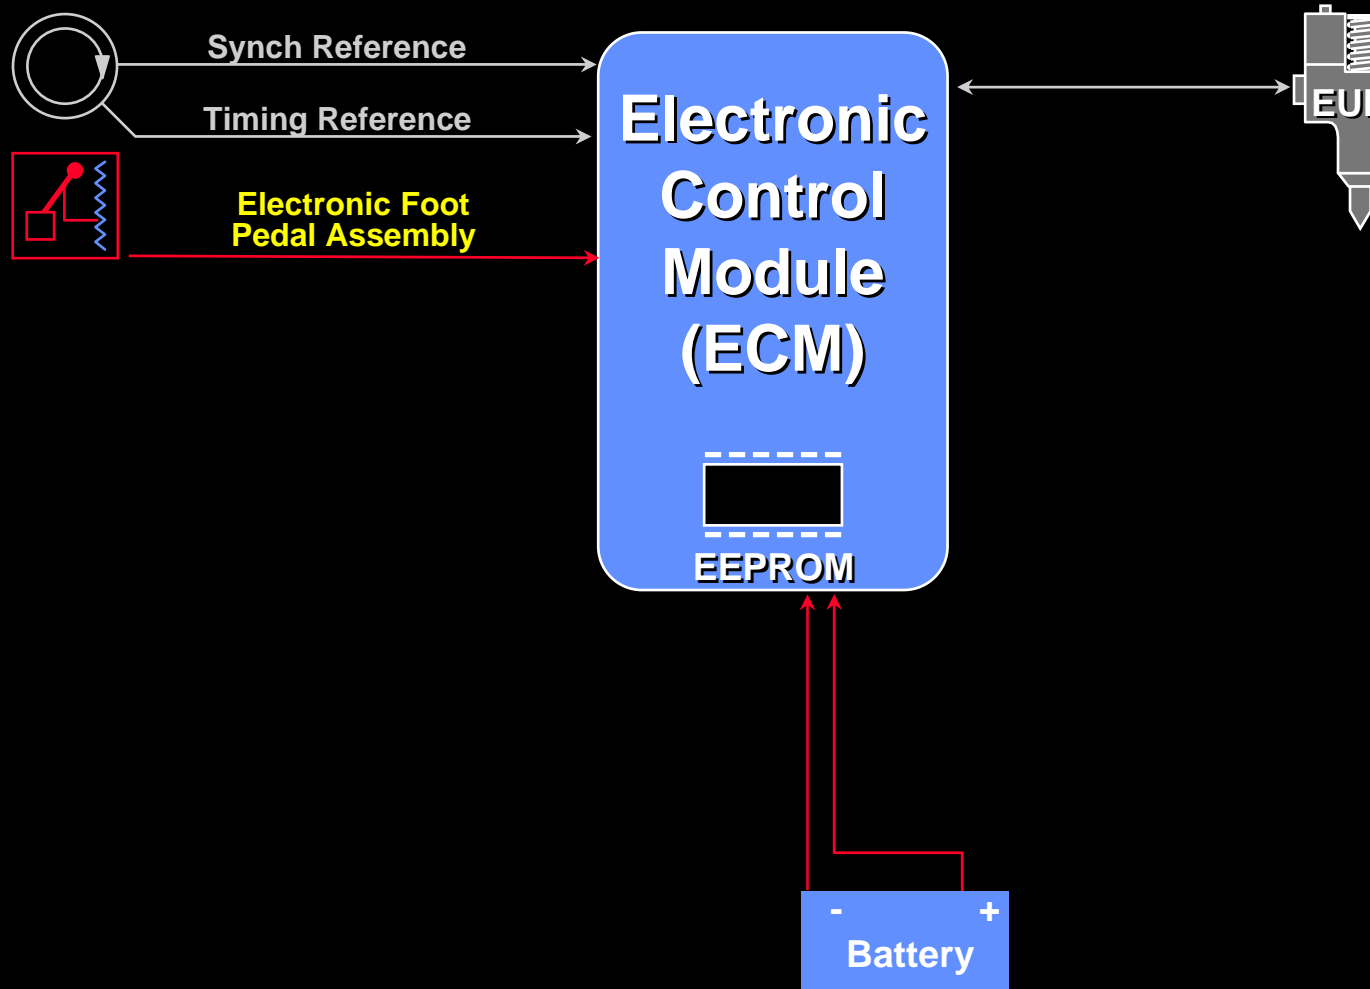 Synch Reference
Timing Reference
Electronic Foot
Pedal Assembly
Electronic
Control
Module
(ECM)
EEPROM
- +
Battery